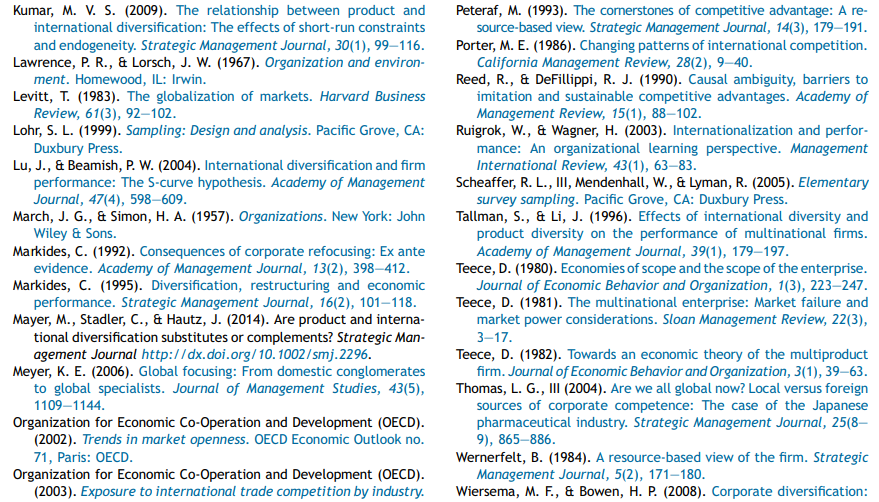 Kumar, M. V. S. (2009). The relationship between product and
international diversification: The effects of short-run constraints
and endogeneity. Strategic Management Journal, 30(1), 99—116.
Lawrence, P. R., & Lorsch, J. W. (1967). Organization and environ-
ment. Homewood, IL: Irwin.
Levitt, T. (1983). The globalization of markets. Harvard Business
Review, 61(3), 92—102.
Lohr, S. L. (1999). Sampling: Design and analysis. Pacific Grove, CA:
Duxbury Press.
Lu, J., & Beamish, P. W. (2004). International diversification and firm
performance: The S-curve hypothesis. Academy of Management
Journal, 47(4), 598—609.
March, J. G., & Simon, H. A. (1957). Organizations. New York: John
Wiley & Sons.
Markides, C. (1992). Consequences of corporate refocusing: Ex ante
evidence. Academy of Management Journal, 13(2), 398—412.
Markides, C. (1995). Diversification, restructuring and economic
performance. Strategic Management Journal, 16(2), 101—118.
Mayer, M., Stadler, C., & Hautz, J. (2014). Are product and interna-
tional diversification substitutes or complements? Strategic Man-
agement Journal http://dx.doi.org/10.1002/smj.2296.
Meyer, K. E. (2006). Global focusing: From domestic conglomerates
to global specialists. Journal of Management Studies, 43(5),
1109—1144.
Organization for Economic Co-Operation and Development (OECD).
(2002). Trends in market openness. OECD Economic Outlook no.
71, Paris: OECD.
Organization for Economic Co-Operation and Development (OECD).
(2003). Exposure to international trade competition by industry.
Peteraf, M. (1993). The cornerstones of competitive advantage: A re-
source-based view. Strategic Management Journal, 14(3), 179—191.
Porter, M. E. (1986). Changing patterns of international competition.
California Management Review, 28(2), 9—40.
Reed, R., & DeFillippi, R. J. (1990). Causal ambiguity, barriers to
imitation and sustainable competitive advantages. Academy of
Management Review, 15(1), 88—102.
Ruigrok, W., & Wagner, H. (2003). Internationalization and perfor-
mance: An organizational learning perspective. Management
International Review, 43(1), 63—83.
Scheaffer, R. L., III, Mendenhall, W., & Lyman, R. (2005). Elementary
survey sampling. Pacific Grove, CA: Duxbury Press.
Tallman, S., & Li, J. (1996). Effects of international diversity and
product diversity on the performance of multinational firms.
Academy of Management Journal, 39(1), 179—197.
Teece, D. (1980). Economies of scope and the scope of the enterprise.
Journal of Economic Behavior and Organization, 1(3), 223—247.
Teece, D. (1981). The multinational enterprise: Market failure and
market power considerations. Sloan Management Review, 22(3),
3—17.
Teece, D. (1982). Towards an economic theory of the multiproduct
firm. Journal of Economic Behavior and Organization, 3(1), 39—63.
Thomas, L. G., III (2004). Are we all global now? Local versus foreign
sources of corporate competence: The case of the Japanese
pharmaceutical industry. Strategic Management Journal, 25(8—
9), 865—886.
Wernerfelt, B. (1984). A resource-based view of the firm. Strategic
Management Journal, 5(2), 171—180.
Wiersema, M. F., & Bowen, H. P. (2008). Corporate diversification: